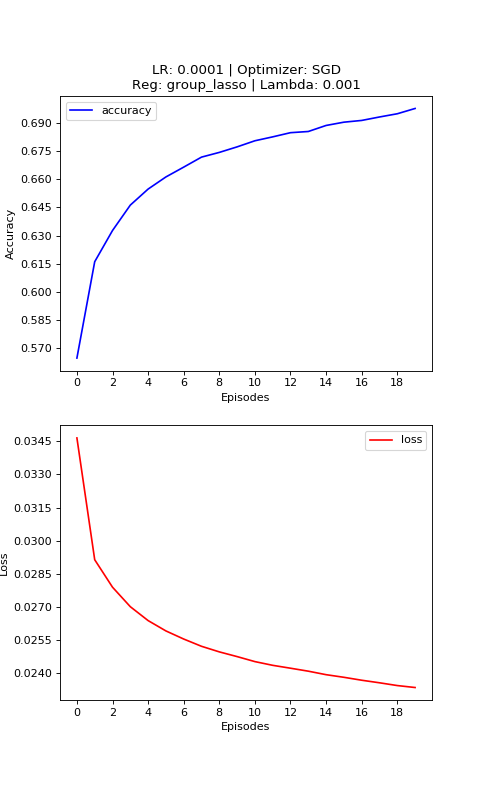 LR: 0.0001 | Optimizer: SGD
Reg: group_lasso | Lambda: 0.001
accuracy
0.690
0.675
0.660
0.645
0.630
0.615
0.600
0.585
0.570
Accuracy
0 2 4 6 8 10 12 14 16 18
Episodes
loss
0.0345
0.0330
0.0315
0.0300
0.0285
0.0270
0.0255
0.0240
Loss
0 2 4 6 8 10 12 14 16 18
Episodes